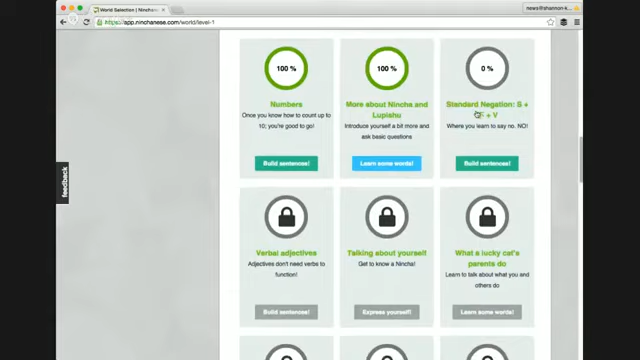 World Selection | Ninchan
news@shannon-k
https://app.ninchanese.com/world/level-1
100 %
100 %
0 %
Numbers
Once you know how to count up to 10; you're good to go!
Build sentences!
More about Nincha and
Lupishu
Introduce yourself a bit more and
ask basic questions
Learn some words!
Standard Negation: S +
+ V
Where you learn to say no. NO!
Build sentences!
feedback
Verbal adjectives
Adjectives don't need verbs to
function!
Build sentences!
Talking about yourself
Get to know a Nincha!
Express yourself!
What a lucky cat's
parents do
Learn to talk about what you and
others do
Learn some words!